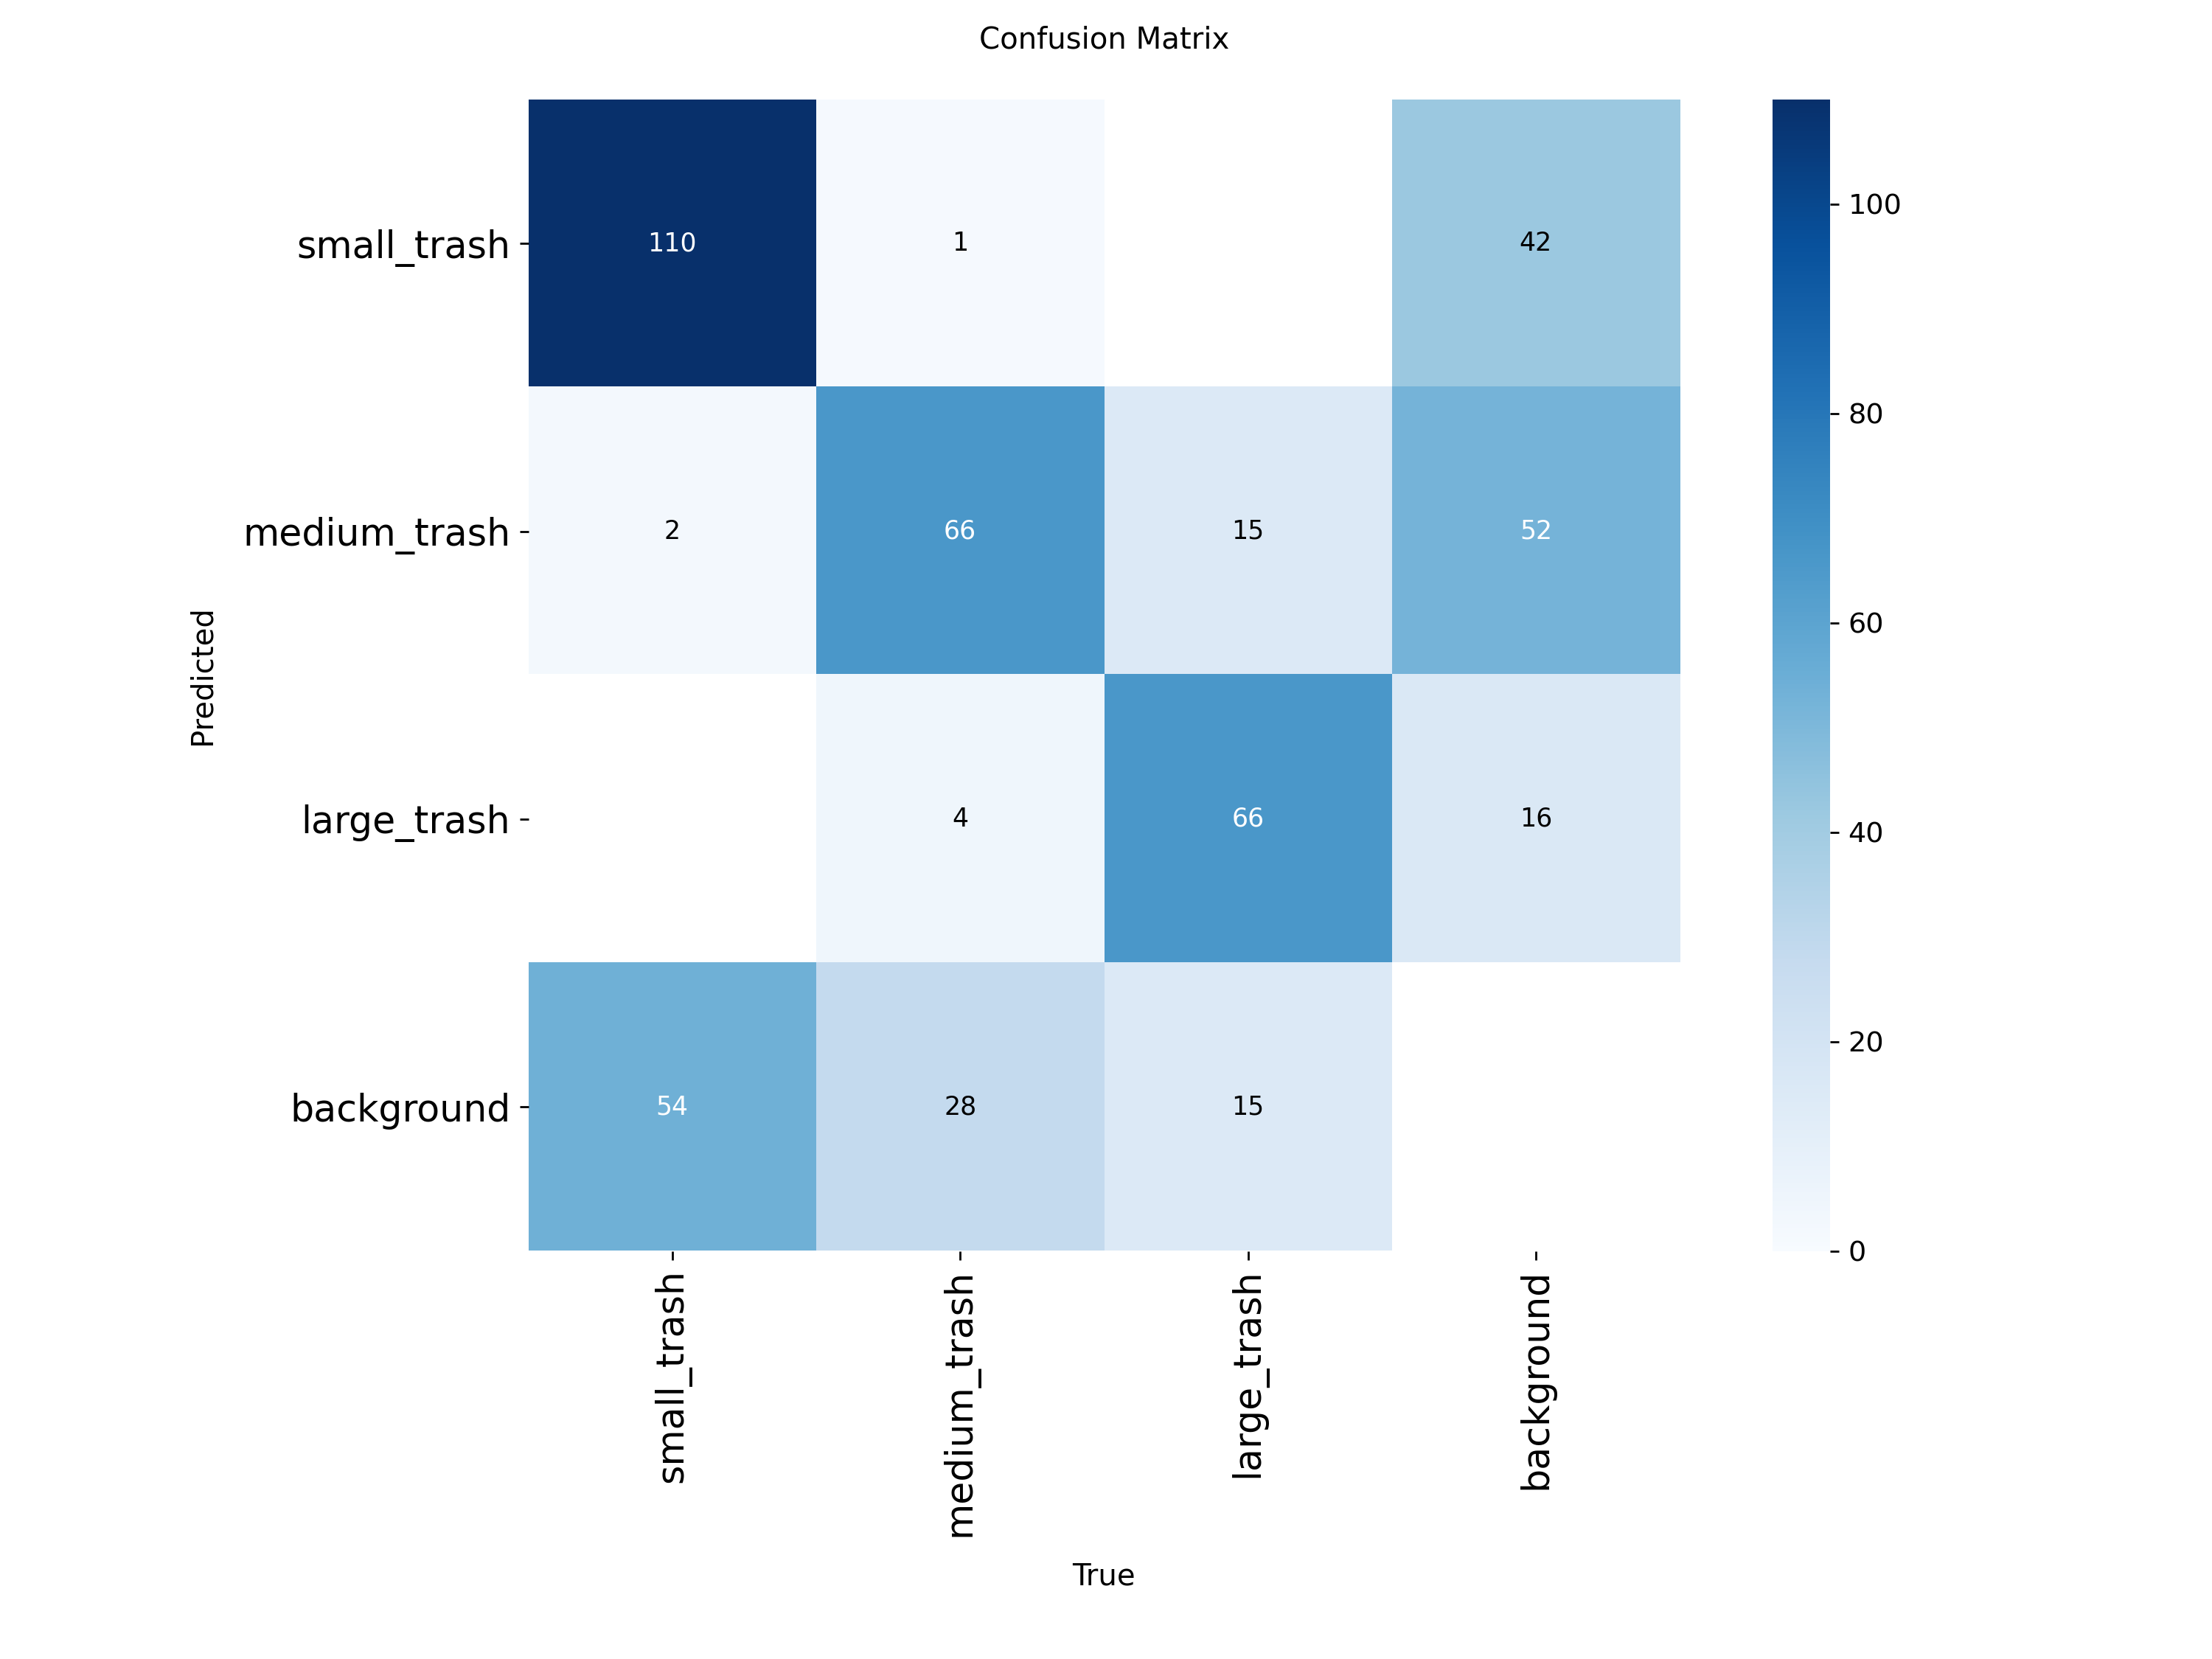 Confusion Matrix
small_trash
110
1
42
100
80
medium_trash
2
66
15
52
60
Predicted
large_trash
4
66
16
40
20
background
54
28
15
0
small_trash
medium_trash
large_trash
background
True